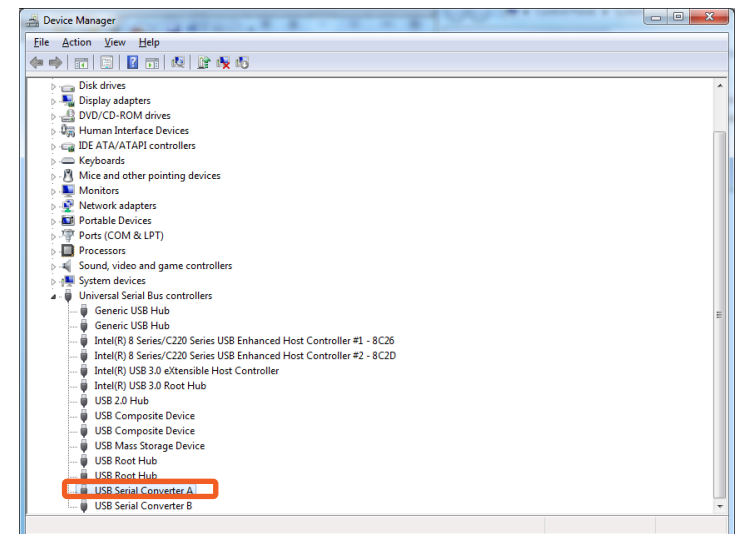 Device Manager
File Action View Help
Disk drives
Display adapters
DVD/CD-ROM drives
Human Interface Devices
IDE ATA/ATAPI controllers
Keyboards
Mice and other pointing devices
Monitors
Network adapters
Portable Devices
Ports (COM & LPT)
Processors
Sound, video and game controllers
System devices
Universal Serial Bus controllers
Generic USB Hub
Generic USB Hub
Intel(R) 8 Series/C220 Series USB Enhanced Host Controller #1 - 8C26
Intel(R) 8 Series/C220 Series USB Enhanced Host Controller #2 - 8C2D
Intel(R) USB 3.0 eXtensible Host Controller
Intel(R) USB 3.0 Root Hub
USB 2.0 Hub
USB Composite Device
USB Composite Device
USB Mass Storage Device
USB Root Hub
USB Root Hub
USB Serial Converter A
USB Serial Converter B